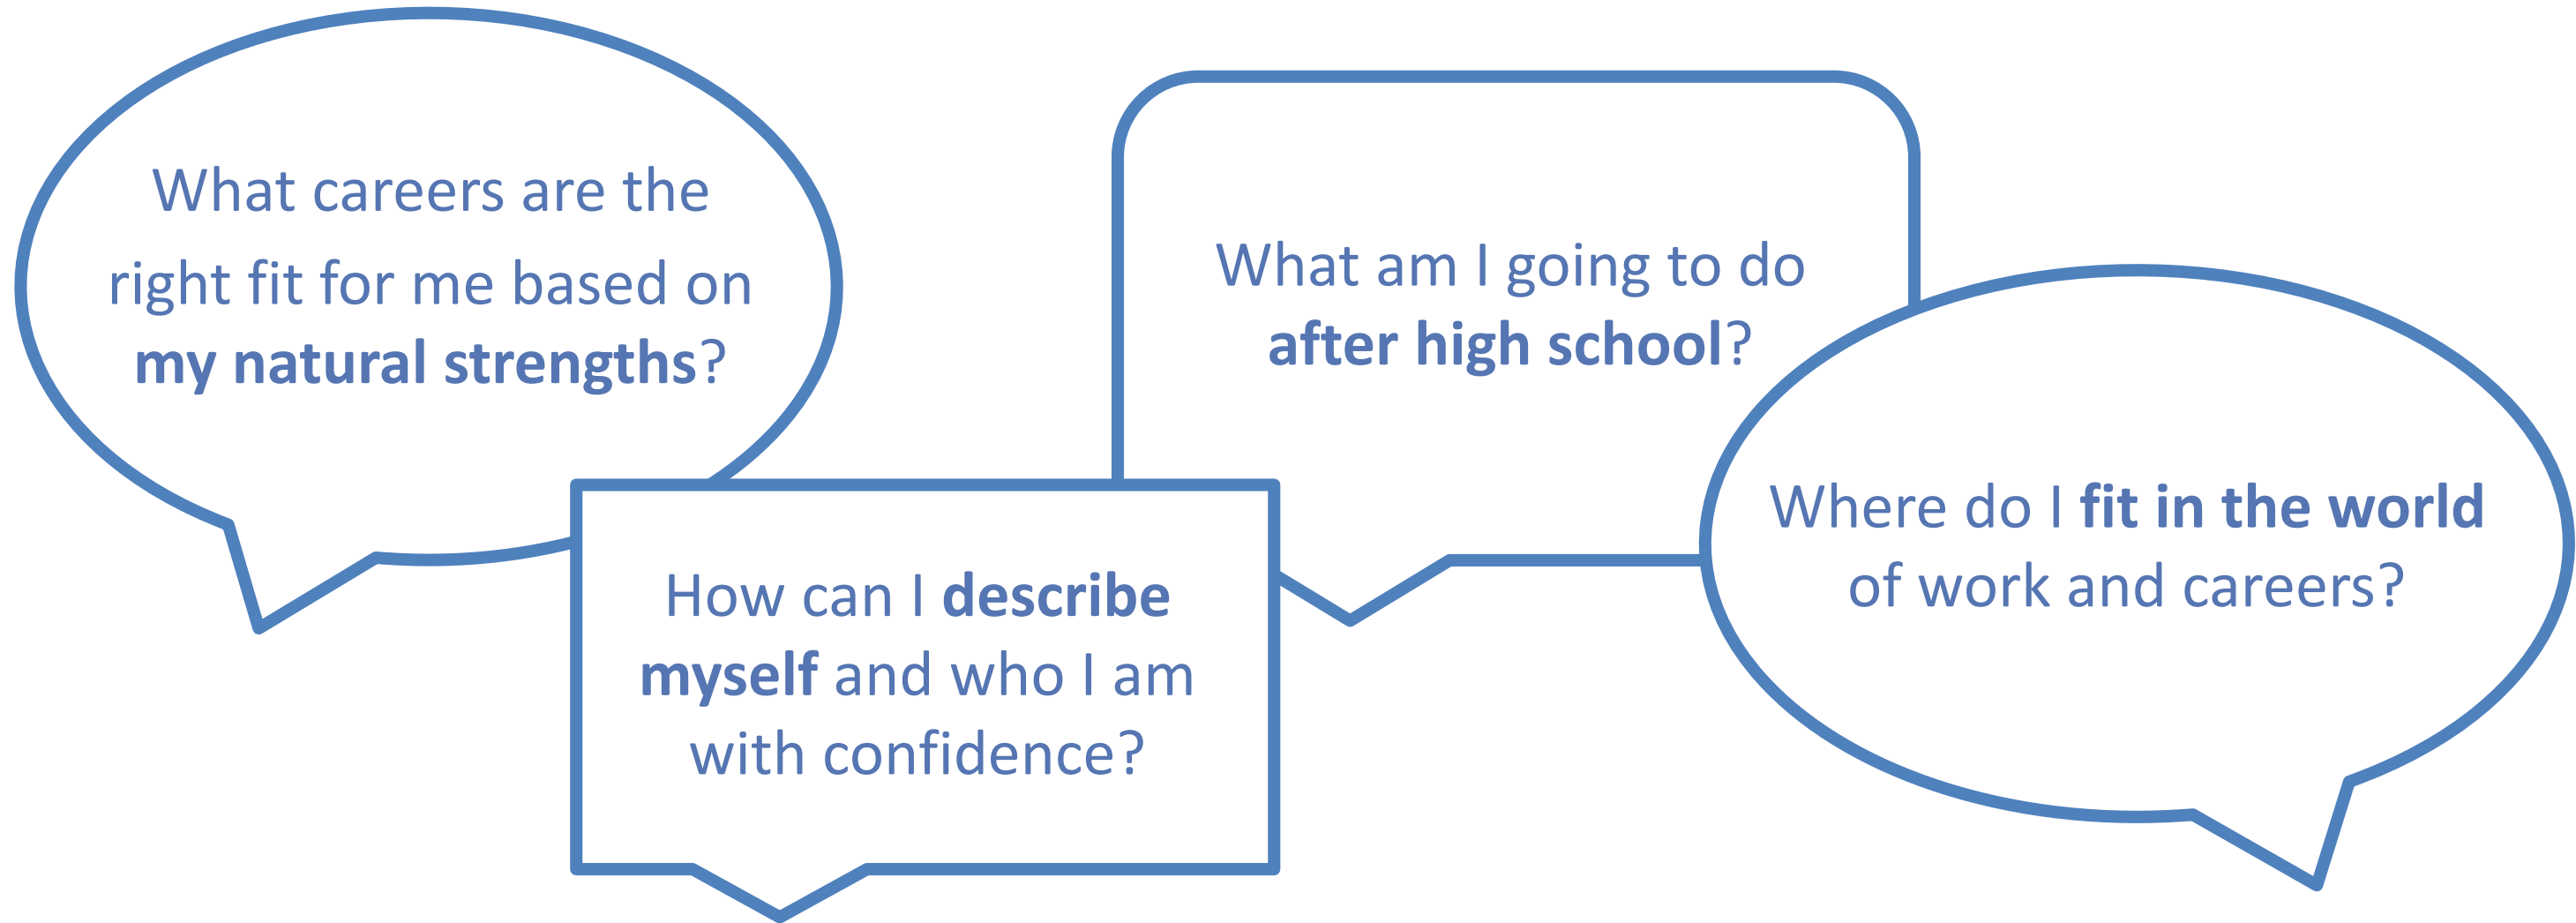 What careers are the
right fit for me based on
my natural strengths?
What am I going to do
after high school?
How can I describe
myself and who I am
with confidence?
Where do I fit in the world
of work and careers?